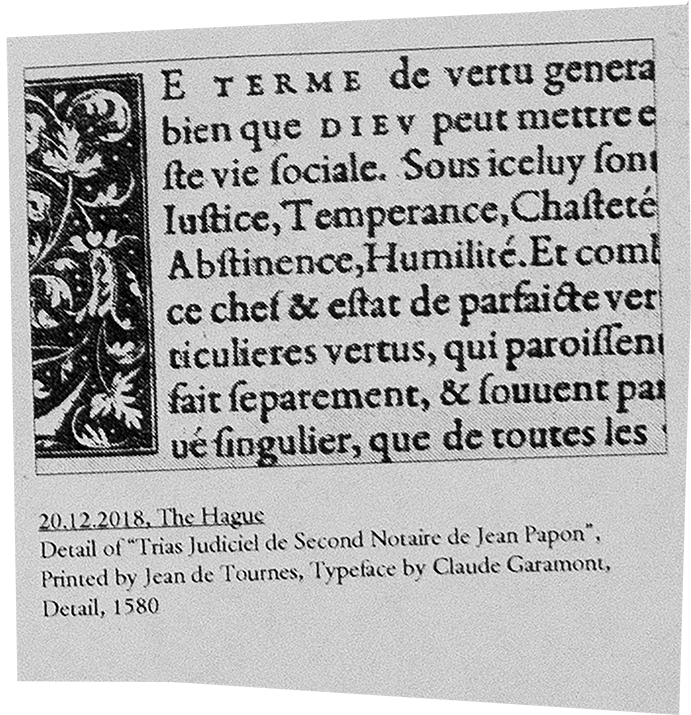 E TERME de vertu genera
bien que DIEV peut mettre e
ſte vie ſociale. Sous iceluy ſont
Iuſtice, Temperance, Chaſteté
Abſtinence, Humilité. Et com
ce chef & eſtat de parfaicte ver
ticulieres vertus, qui paroiſſent
fait ſeparement, & ſouuent par
ué ſingulier, que de toutes les
20.12.2018, The Hague
Detail of “Trias Judiciel de Second Notaire de Jean Papon”,
Printed by Jean de Tournes, Typeface by Claude Garamont,
Detail, 1580